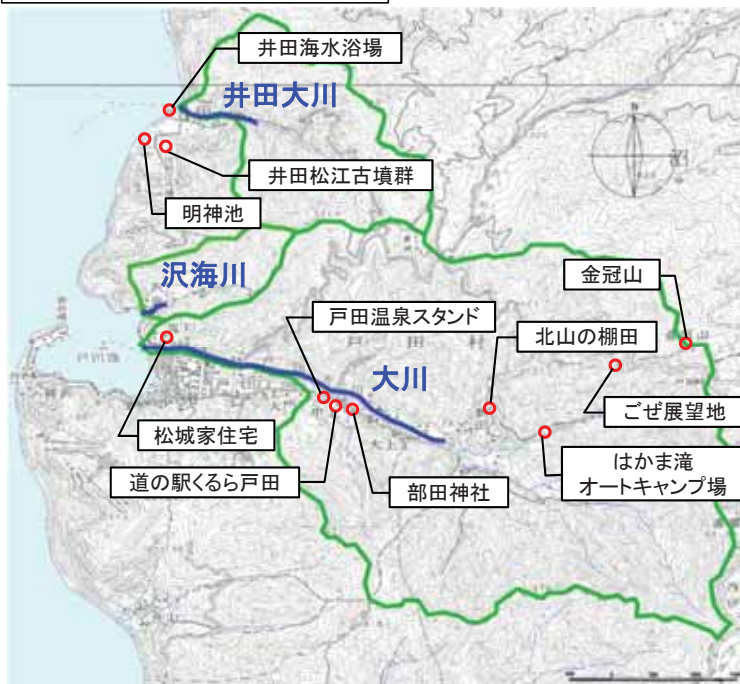 井田海水浴場
井田大川
N
井田松江古墳群
明神池
沢海川
金冠山
戸田温泉スタンド
戸田村
北山の棚田
大川
松城家住宅
ごぜ展望地
道の駅くるら戸田
部田神社
はかま滝
オートキャンプ場